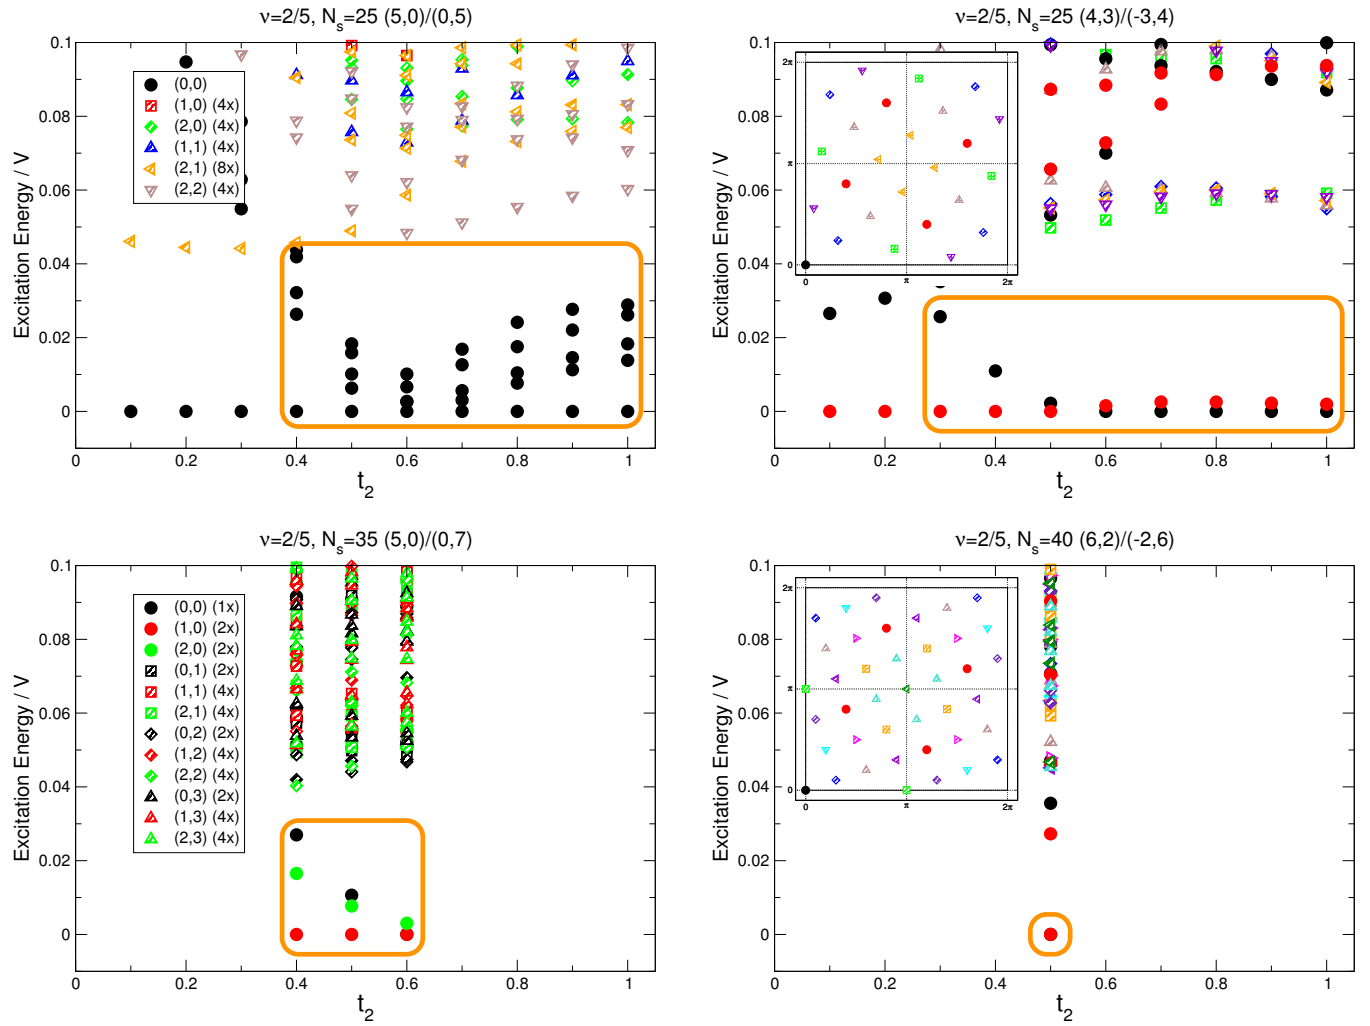 ν=2/5, N_s=25 (5,0)/(0,5)
0.1
0.08
0.06
0.04
0.02
0
Excitation Energy / V
(0,0)
(1,0) (4x)
(2,0) (4x)
(1,1) (4x)
(2,1) (8x)
(2,2) (4x)
0 0.2 0.4 0.6 0.8 1
t_2
ν=2/5, N_s=25 (4,3)/(-3,4)
0.1
0.08
0.06
0.04
0.02
0
Excitation Energy / V
2π
π
0
0 π 2π
0 0.2 0.4 0.6 0.8 1
t_2
ν=2/5, N_s=35 (5,0)/(0,7)
0.1
0.08
0.06
0.04
0.02
0
Excitation Energy / V
(0,0) (1x)
(1,0) (2x)
(2,0) (2x)
(0,1) (2x)
(1,1) (4x)
(2,1) (4x)
(0,2) (2x)
(1,2) (4x)
(2,2) (4x)
(0,3) (2x)
(1,3) (4x)
(2,3) (4x)
0 0.2 0.4 0.6 0.8 1
t_2
ν=2/5, N_s=40 (6,2)/(-2,6)
0.1
0.08
0.06
0.04
0.02
0
Excitation Energy / V
2π
π
0
0 π 2π
0 0.2 0.4 0.6 0.8 1
t_2